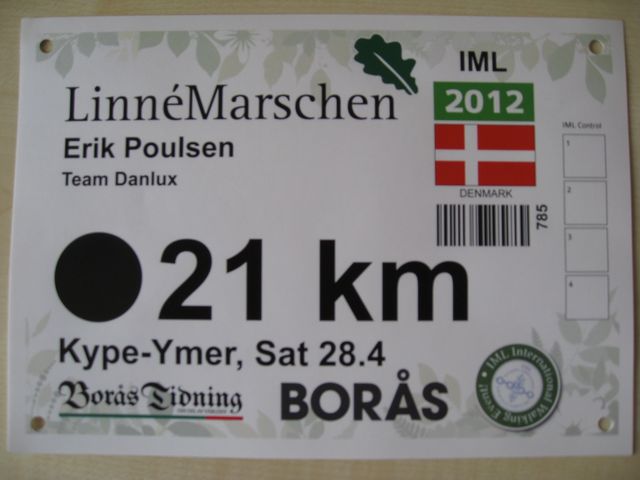 IML
LinnéMarschen
2012
Erik Poulsen
Team Danlux
DENMARK
IML Control
1
2
3
4
785
21 km
Kype-Ymer, Sat 28.4
Borås Tidning
BORÅS
IML International
Walking Event!